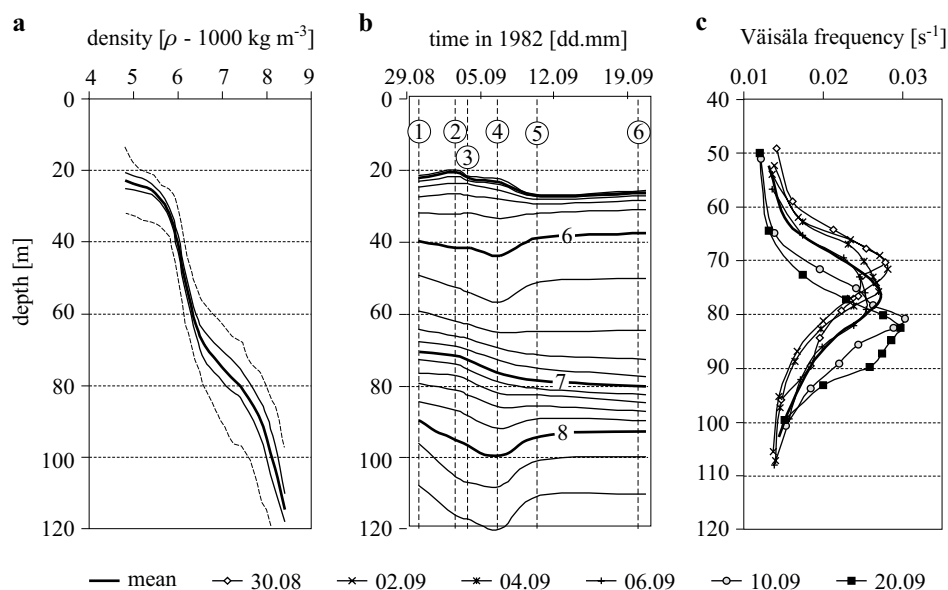 a
density [ρ - 1000 kg m-3]
4 5 6 7 8 9
0
20
40
60
80
100
120
depth [m]
b
time in 1982 [dd.mm]
29.08 05.09 12.09 19.09
0
20
40
60
80
100
120
1 2 3 4 5 6
6
7
8
c
Väisäla frequency [s-1]
0.01 0.02 0.03
40
50
60
70
80
90
100
110
120
mean 30.08 02.09 04.09 06.09 10.09 20.09